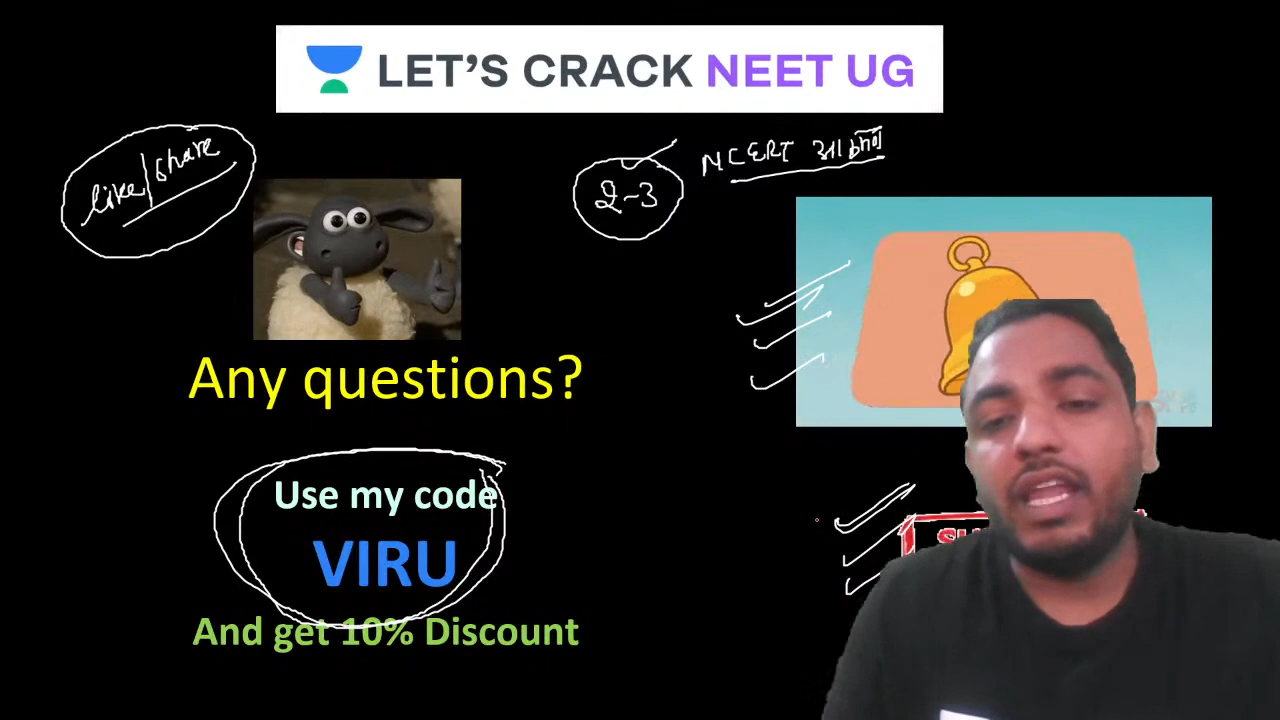 LET'S CRACK NEET UG
like/share
2-3
NCERT
Any questions?
Use my code
VIRU
And get 10% Discount